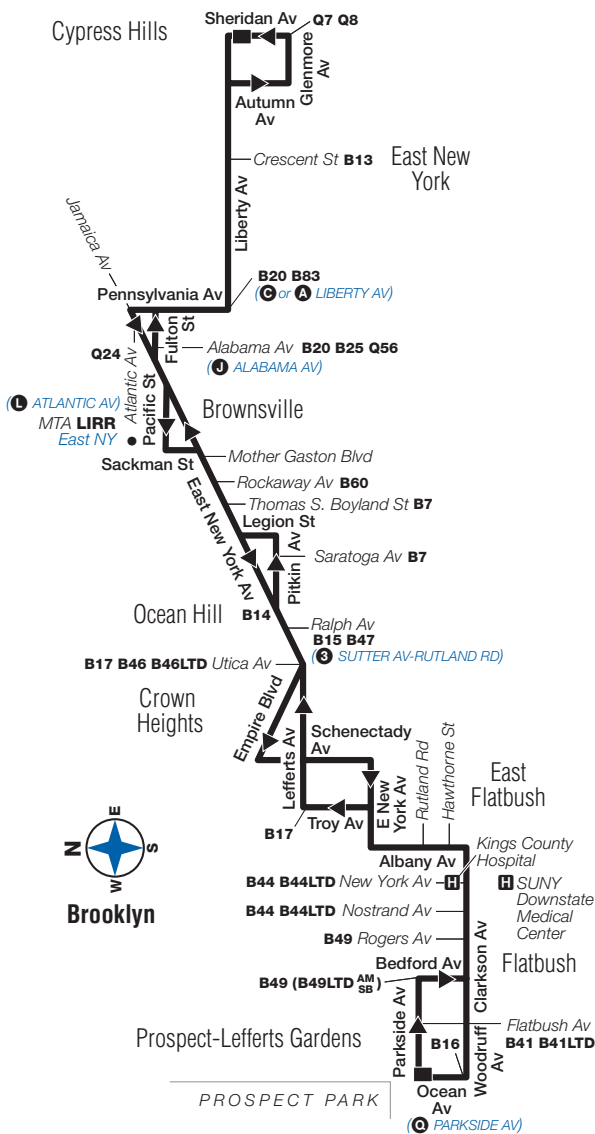 Sheridan Av
Q7 Q8
Cypress Hills
Glenmore
Av
Autumn
Av
Crescent St B13
East New
York
Liberty Av
Jamaica Av
B20 B83
(C or A LIBERTY AV)
Pennsylvania Av
Fulton
St
Q24
Atlantic Av
Alabama Av B20 B25 Q56
(J ALABAMA AV)
(L ATLANTIC AV)
MTA LIRR
East NY
Pacific St
Brownsville
Sackman St
Mother Gaston Blvd
Rockaway Av B60
Thomas S. Boyland St B7
East New York Av
Legion St
Pitkin Av
Saratoga Av B7
Ocean Hill
B14
Ralph Av
B15 B47
(3 SUTTER AV-RUTLAND RD)
B17 B46 B46LTD Utica Av
Crown
Heights
Empire Blvd
Lefferts Av
Schenectady
Av
E New
York Av
Rutland Rd
Hawthorne St
East
Flatbush
B17
Troy Av
N
E
S
W
Brooklyn
Albany Av
Kings County
Hospital
B44 B44LTD New York Av
H
H SUNY
Downstate
Medical
Center
B44 B44LTD Nostrand Av
B49 Rogers Av
Clarkson Av
Bedford Av
Flatbush
B49 (B49LTD AM
SB)
Parkside Av
Flatbush Av
B41 B41LTD
Prospect-Lefferts Gardens
B16
Woodruff
Av
PROSPECT PARK
Ocean
Av
(Q PARKSIDE AV)